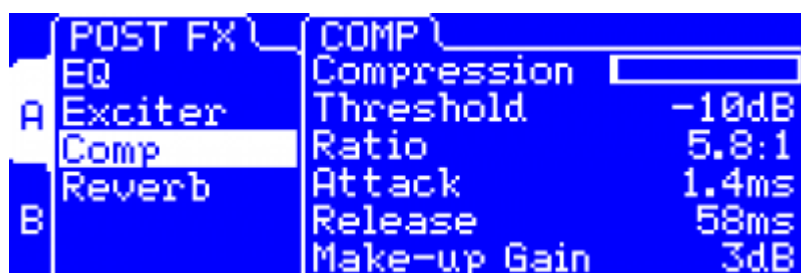 A
B
POST FX
EQ
Exciter
Comp
Reverb
COMP
Compression
Threshold -10dB
Ratio 5.8:1
Attack 1.4ms
Release 58ms
Make-up Gain 3dB